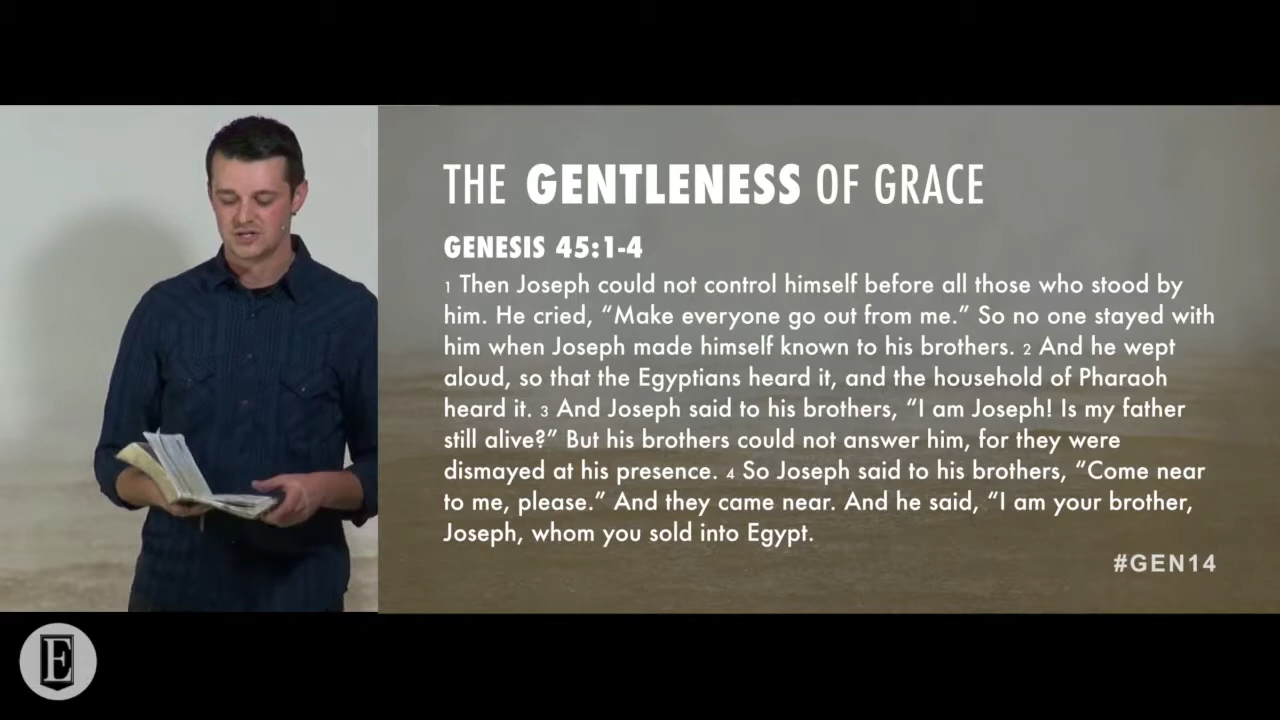 THE GENTLENESS OF GRACE
GENESIS 45:1-4
1 Then Joseph could not control himself before all those who stood by
him. He cried, “Make everyone go out from me.” So no one stayed with
him when Joseph made himself known to his brothers. 2 And he wept
aloud, so that the Egyptians heard it, and the household of Pharaoh
heard it. 3 And Joseph said to his brothers, “I am Joseph! Is my father
still alive?” But his brothers could not answer him, for they were
dismayed at his presence. 4 So Joseph said to his brothers, “Come near
to me, please.” And they came near. And he said, “I am your brother,
Joseph, whom you sold into Egypt.
#GEN14
E